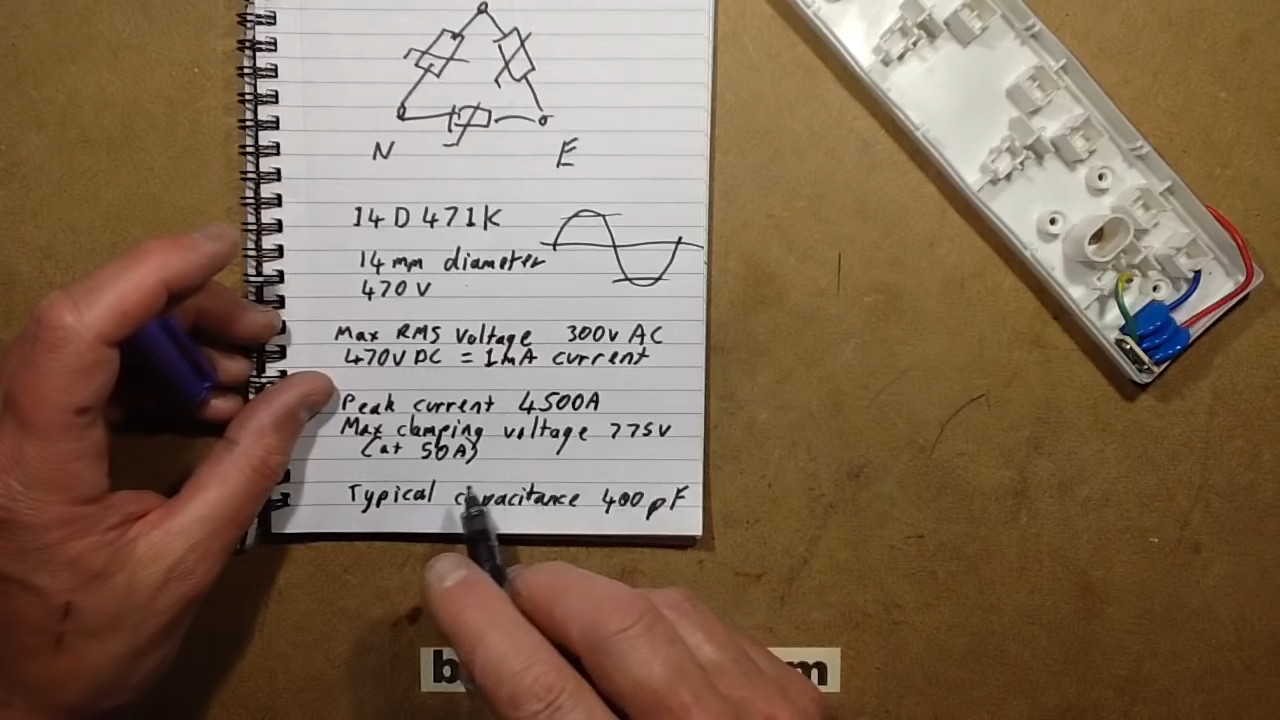 N E
14D471K
14mm diameter
470V
Max RMS Voltage 300v AC
470V DC = 1mA current
Peak current 4500A
Max clamping voltage 775V
(at 50A)
Typical capacitance 400pF
b m